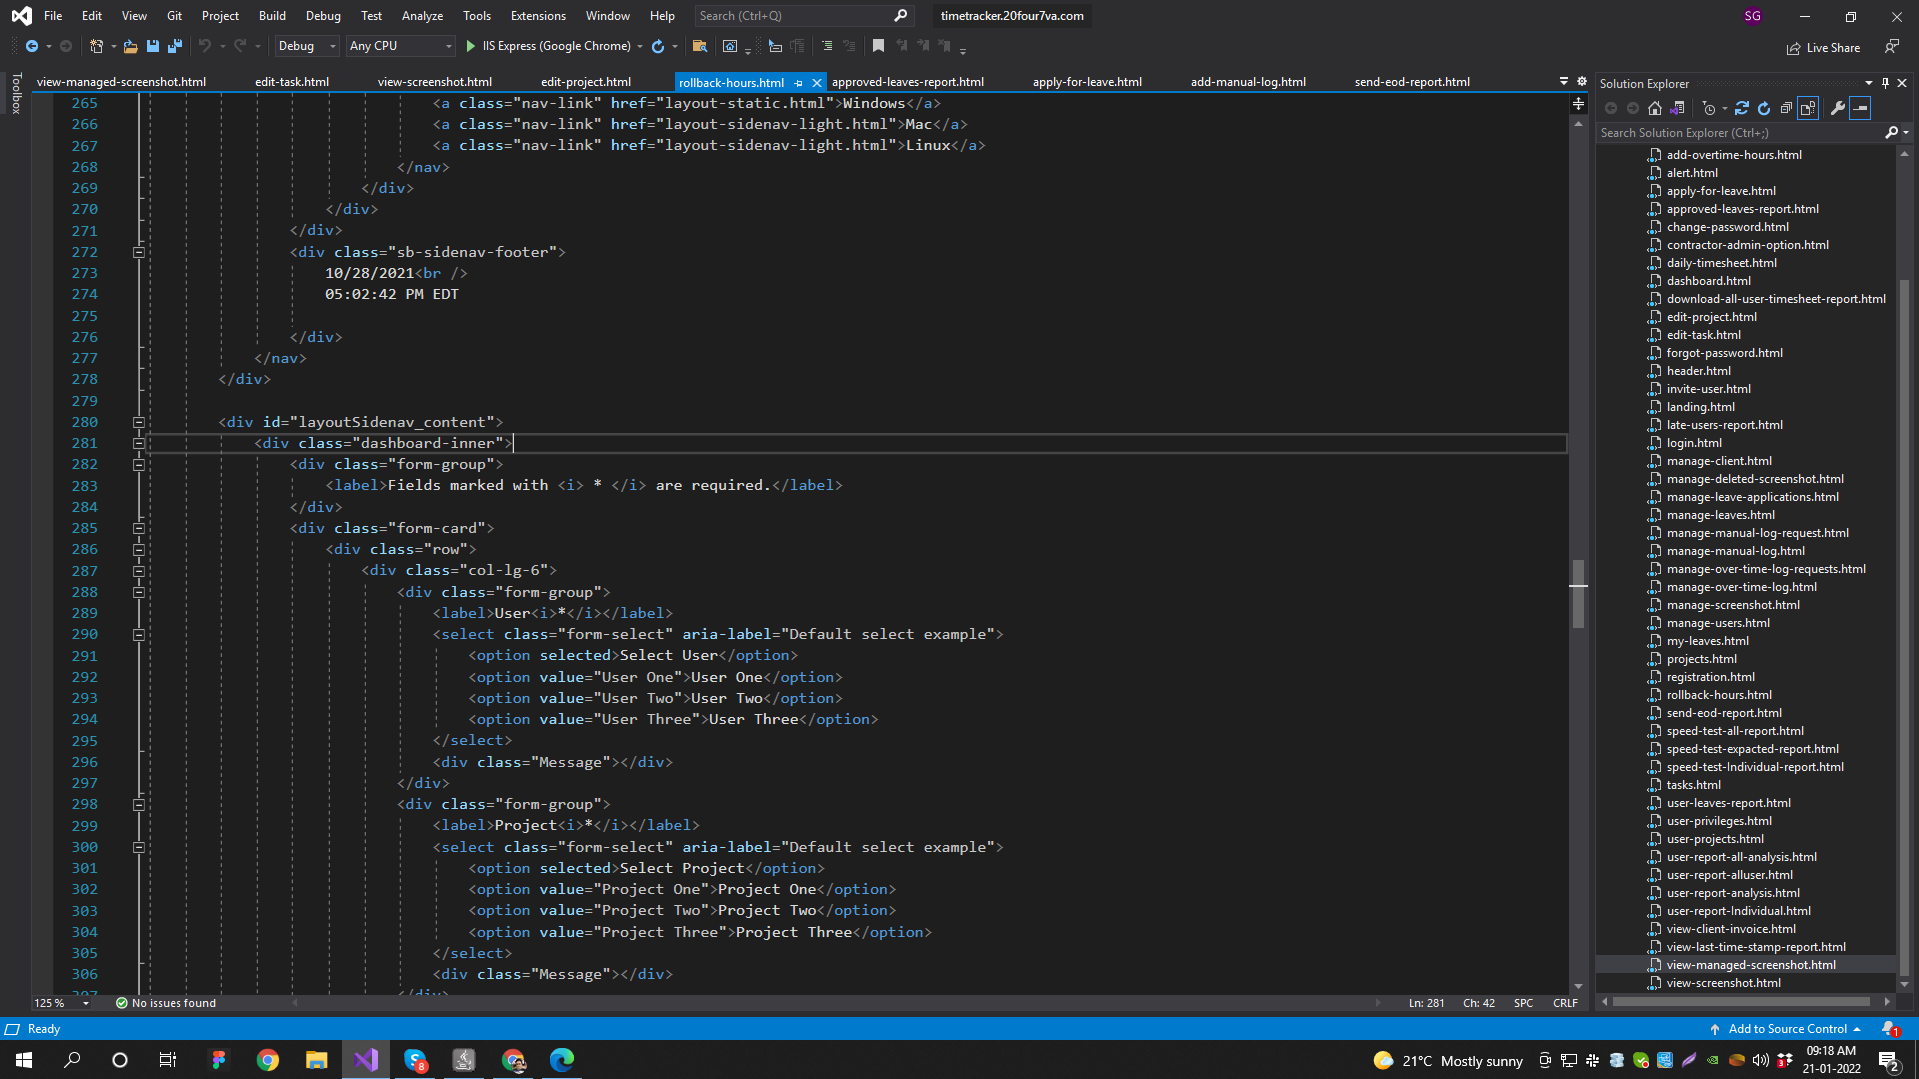 File Edit View Git Project Build Debug Test Analyze Tools Extensions Window Help Search (Ctrl+Q) timetracker.20four7va.com SG
Debug Any CPU IIS Express (Google Chrome) Live Share
Toolbox
view-managed-screenshot.html edit-task.html view-screenshot.html edit-project.html rollback-hours.html approved-leaves-report.html apply-for-leave.html add-manual-log.html send-eod-report.html
265 <a class="nav-link" href="layout-static.html">Windows</a>
266 <a class="nav-link" href="layout-sidenav-light.html">Mac</a>
267 <a class="nav-link" href="layout-sidenav-light.html">Linux</a>
268 </nav>
269 </div>
270 </div>
271 </div>
272 <div class="sb-sidenav-footer">
273 10/28/2021<br />
274 05:02:42 PM EDT
275
276 </div>
277 </nav>
278 </div>
279
280 <div id="layoutSidenav_content">
281 <div class="dashboard-inner">
282 <div class="form-group">
283 <label>Fields marked with <i> * </i> are required.</label>
284 </div>
285 <div class="form-card">
286 <div class="row">
287 <div class="col-lg-6">
288 <div class="form-group">
289 <label>User<i>*</i></label>
290 <select class="form-select" aria-label="Default select example">
291 <option selected>Select User</option>
292 <option value="User One">User One</option>
293 <option value="User Two">User Two</option>
294 <option value="User Three">User Three</option>
295 </select>
296 <div class="Message"></div>
297 </div>
298 <div class="form-group">
299 <label>Project<i>*</i></label>
300 <select class="form-select" aria-label="Default select example">
301 <option selected>Select Project</option>
302 <option value="Project One">Project One</option>
303 <option value="Project Two">Project Two</option>
304 <option value="Project Three">Project Three</option>
305 </select>
306 <div class="Message"></div>
307 </div>
125 % No issues found Ln: 281 Ch: 42 SPC CRLF
Solution Explorer
Search Solution Explorer (Ctrl+;)
add-overtime-hours.html
alert.html
apply-for-leave.html
approved-leaves-report.html
change-password.html
contractor-admin-option.html
daily-timesheet.html
dashboard.html
download-all-user-timesheet-report.html
edit-project.html
edit-task.html
forgot-password.html
header.html
invite-user.html
landing.html
late-users-report.html
login.html
manage-client.html
manage-deleted-screenshot.html
manage-leave-applications.html
manage-leaves.html
manage-manual-log-request.html
manage-manual-log.html
manage-over-time-log-requests.html
manage-over-time-log.html
manage-screenshot.html
manage-users.html
my-leaves.html
projects.html
registration.html
rollback-hours.html
send-eod-report.html
speed-test-all-report.html
speed-test-expacted-report.html
speed-test-Individual-report.html
tasks.html
user-leaves-report.html
user-privileges.html
user-projects.html
user-report-all-analysis.html
user-report-alluser.html
user-report-analysis.html
user-report-Individual.html
view-client-invoice.html
view-last-time-stamp-report.html
view-managed-screenshot.html
view-screenshot.html
Ready Add to Source Control 1
8 21°C Mostly sunny 09:18 AM
21-01-2022 2